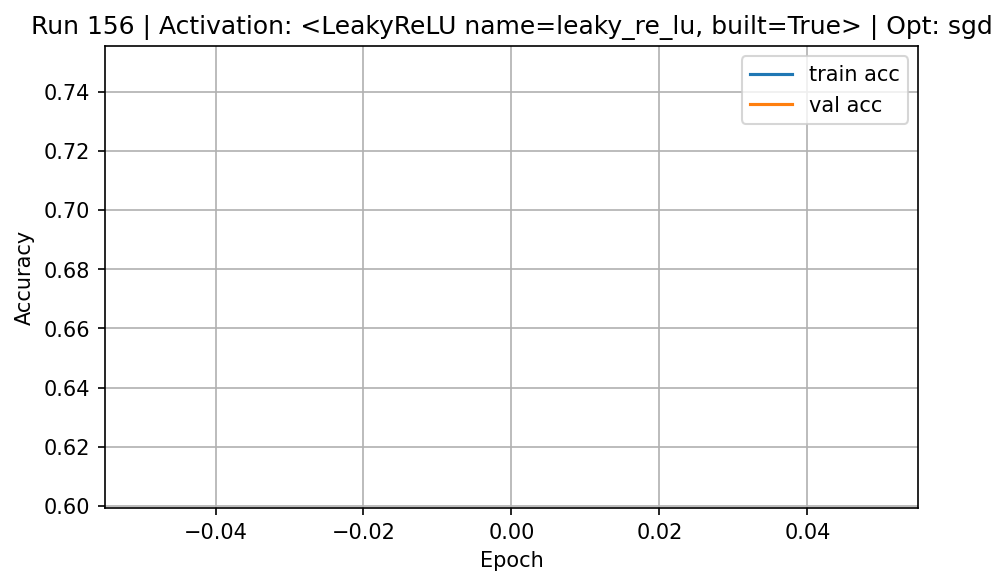 Run 156 | Activation: <LeakyReLU name=leaky_re_lu, built=True> | Opt: sgd
train acc
val acc
0.74
0.72
0.70
0.68
0.66
0.64
0.62
0.60
Accuracy
−0.04
−0.02
0.00
0.02
0.04
Epoch